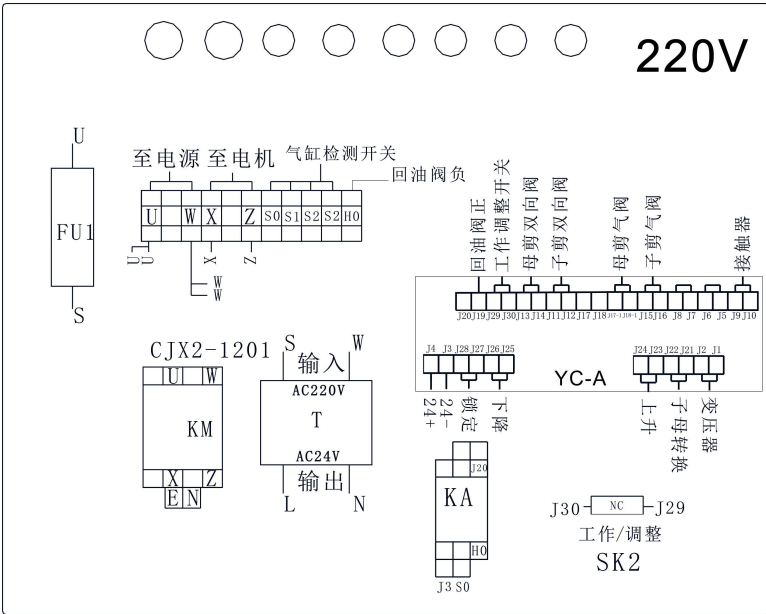 220V
U
FU1
S
至电源 至电机 气缸检测开关
回油阀负
U W X Z S0 S1 S2 S2 H0
U
U
X
Z
W
W
回油阀正
工作调整开关
母剪双向阀
子剪双向阀
母剪气阀
子剪气阀
接触器
J20 J19 J29 J30 J13 J14 J11 J12 J17 J18 J17-1 J18-1 J15 J16 J8 J7 J6 J5 J9 J10
J4 J3 J28 J27 J26 J25
YC-A
J24 J23 J22 J21 J2 J1
24+
24-
锁定
下降
上升
子母转换
变压器
CJX2-1201
U W
KM
X Z
E N
S W
输入
AC220V
T
AC24V
输出
L N
J20
KA
H0
J3 S0
J30 NC J29
工作/调整
SK2